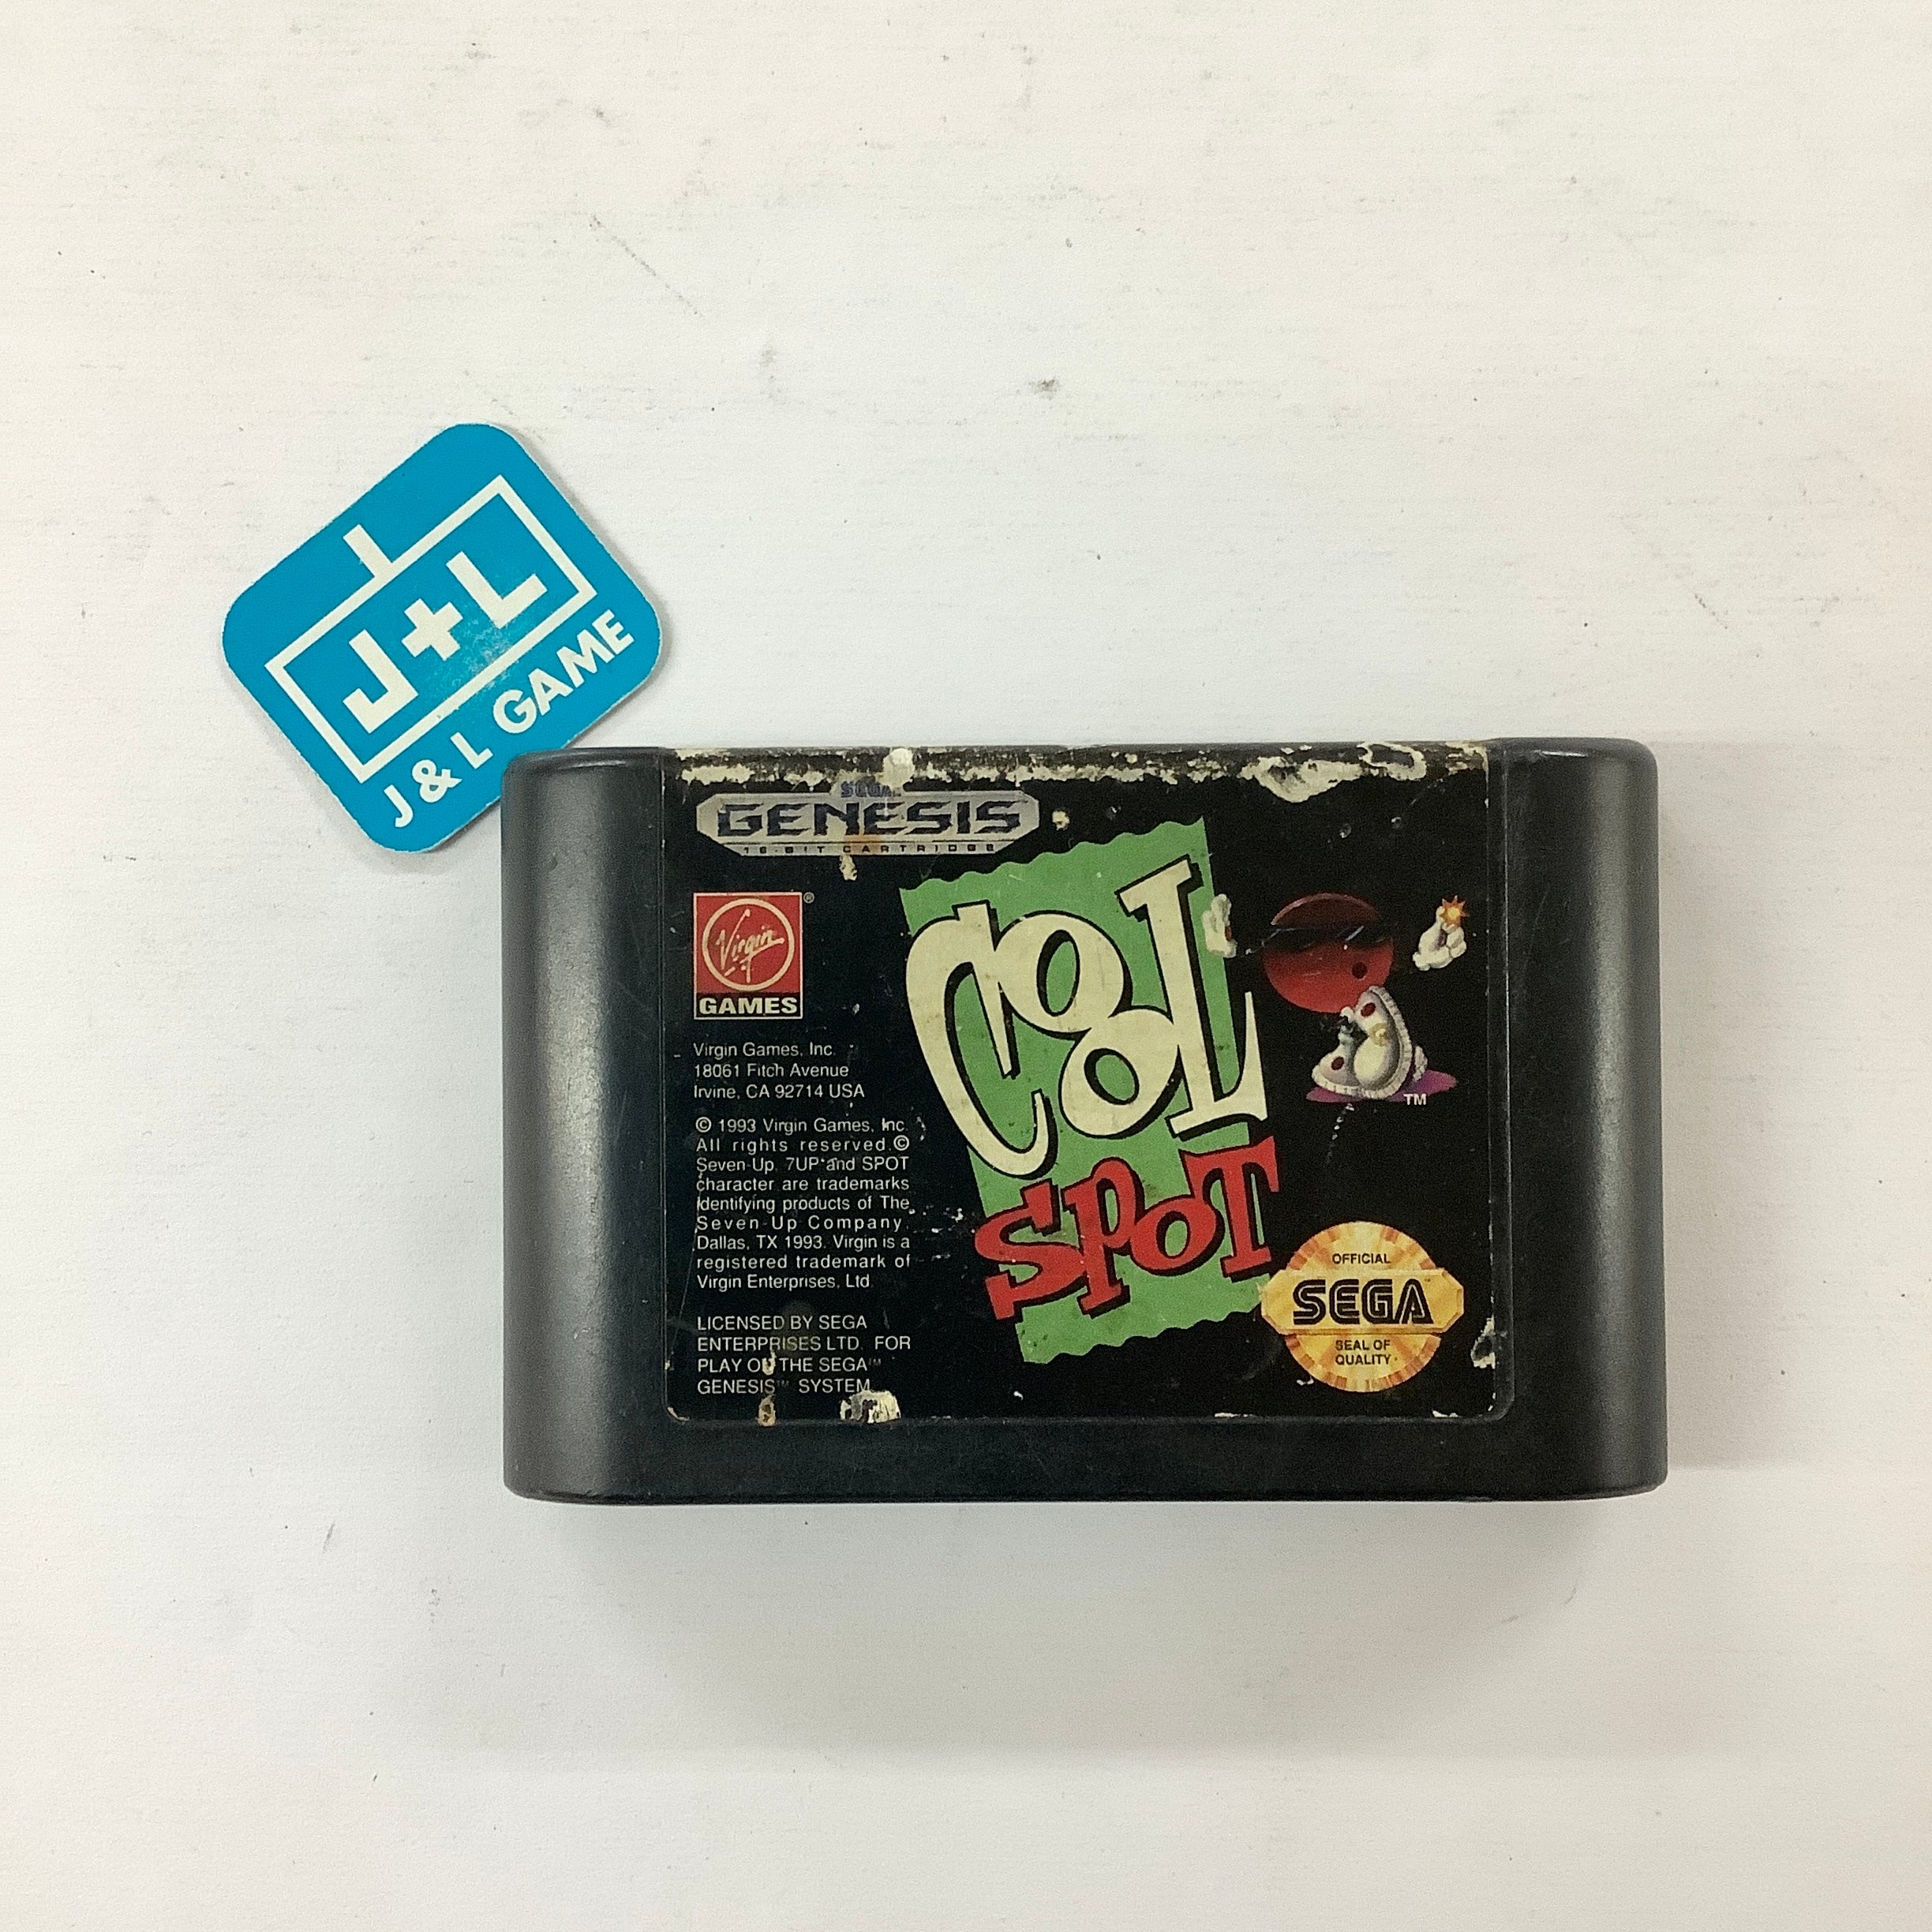 J+L
J & L GAME
SEGA
GENESIS
16-BIT CARTRIDGE
Virgin®
GAMES
Virgin Games, Inc.
18061 Fitch Avenue
Irvine, CA 92714 USA
© 1993 Virgin Games, Inc.
All rights reserved. ©
Seven-Up, 7UP and SPOT
character are trademarks
identifying products of The
Seven-Up Company,
Dallas, TX 1993. Virgin is a
registered trademark of
Virgin Enterprises, Ltd.
LICENSED BY SEGA
ENTERPRISES LTD. FOR
PLAY ON THE SEGA™
GENESIS™ SYSTEM.
COOL
SPOT
TM
OFFICIAL
SEGA™
SEAL OF
QUALITY